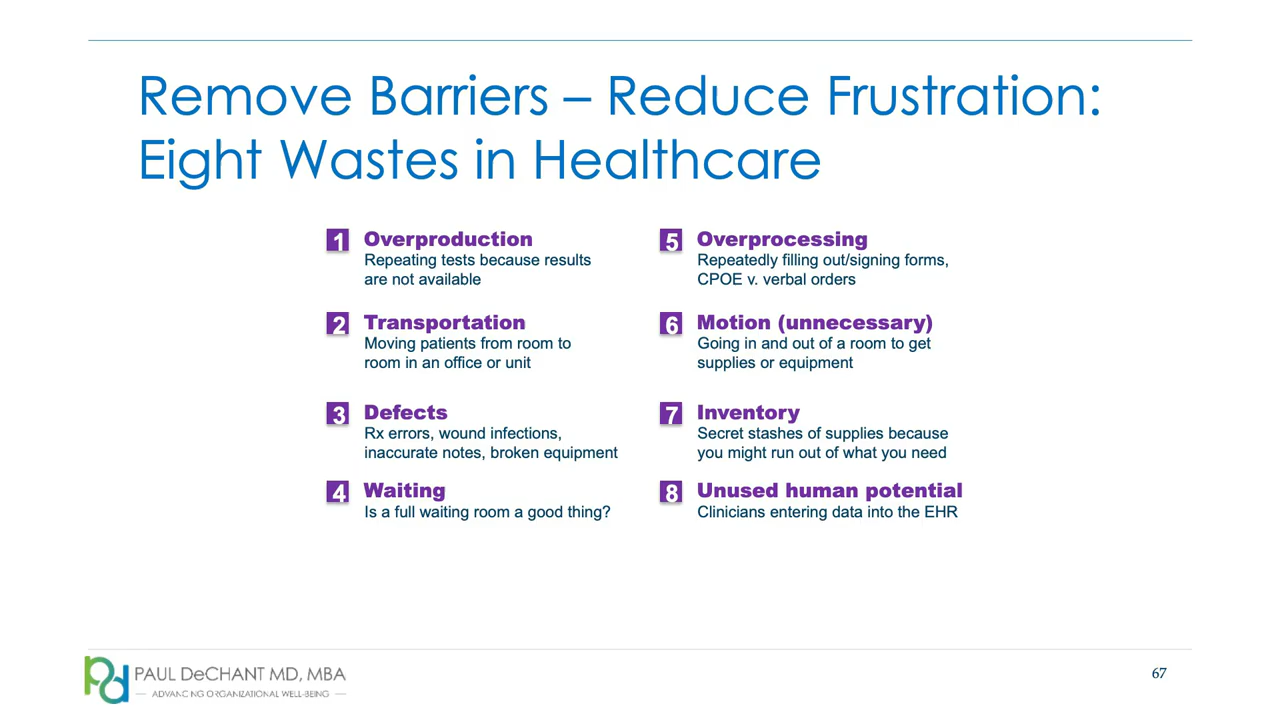 Remove Barriers – Reduce Frustration:
Eight Wastes in Healthcare
1 Overproduction
Repeating tests because results
are not available
2 Transportation
Moving patients from room to
room in an office or unit
3 Defects
Rx errors, wound infections,
inaccurate notes, broken equipment
4 Waiting
Is a full waiting room a good thing?
5 Overprocessing
Repeatedly filling out/signing forms,
CPOE v. verbal orders
6 Motion (unnecessary)
Going in and out of a room to get
supplies or equipment
7 Inventory
Secret stashes of supplies because
you might run out of what you need
8 Unused human potential
Clinicians entering data into the EHR
pd
PAUL DeCHANT MD, MBA
ADVANCING ORGANIZATIONAL WELL-BEING
67